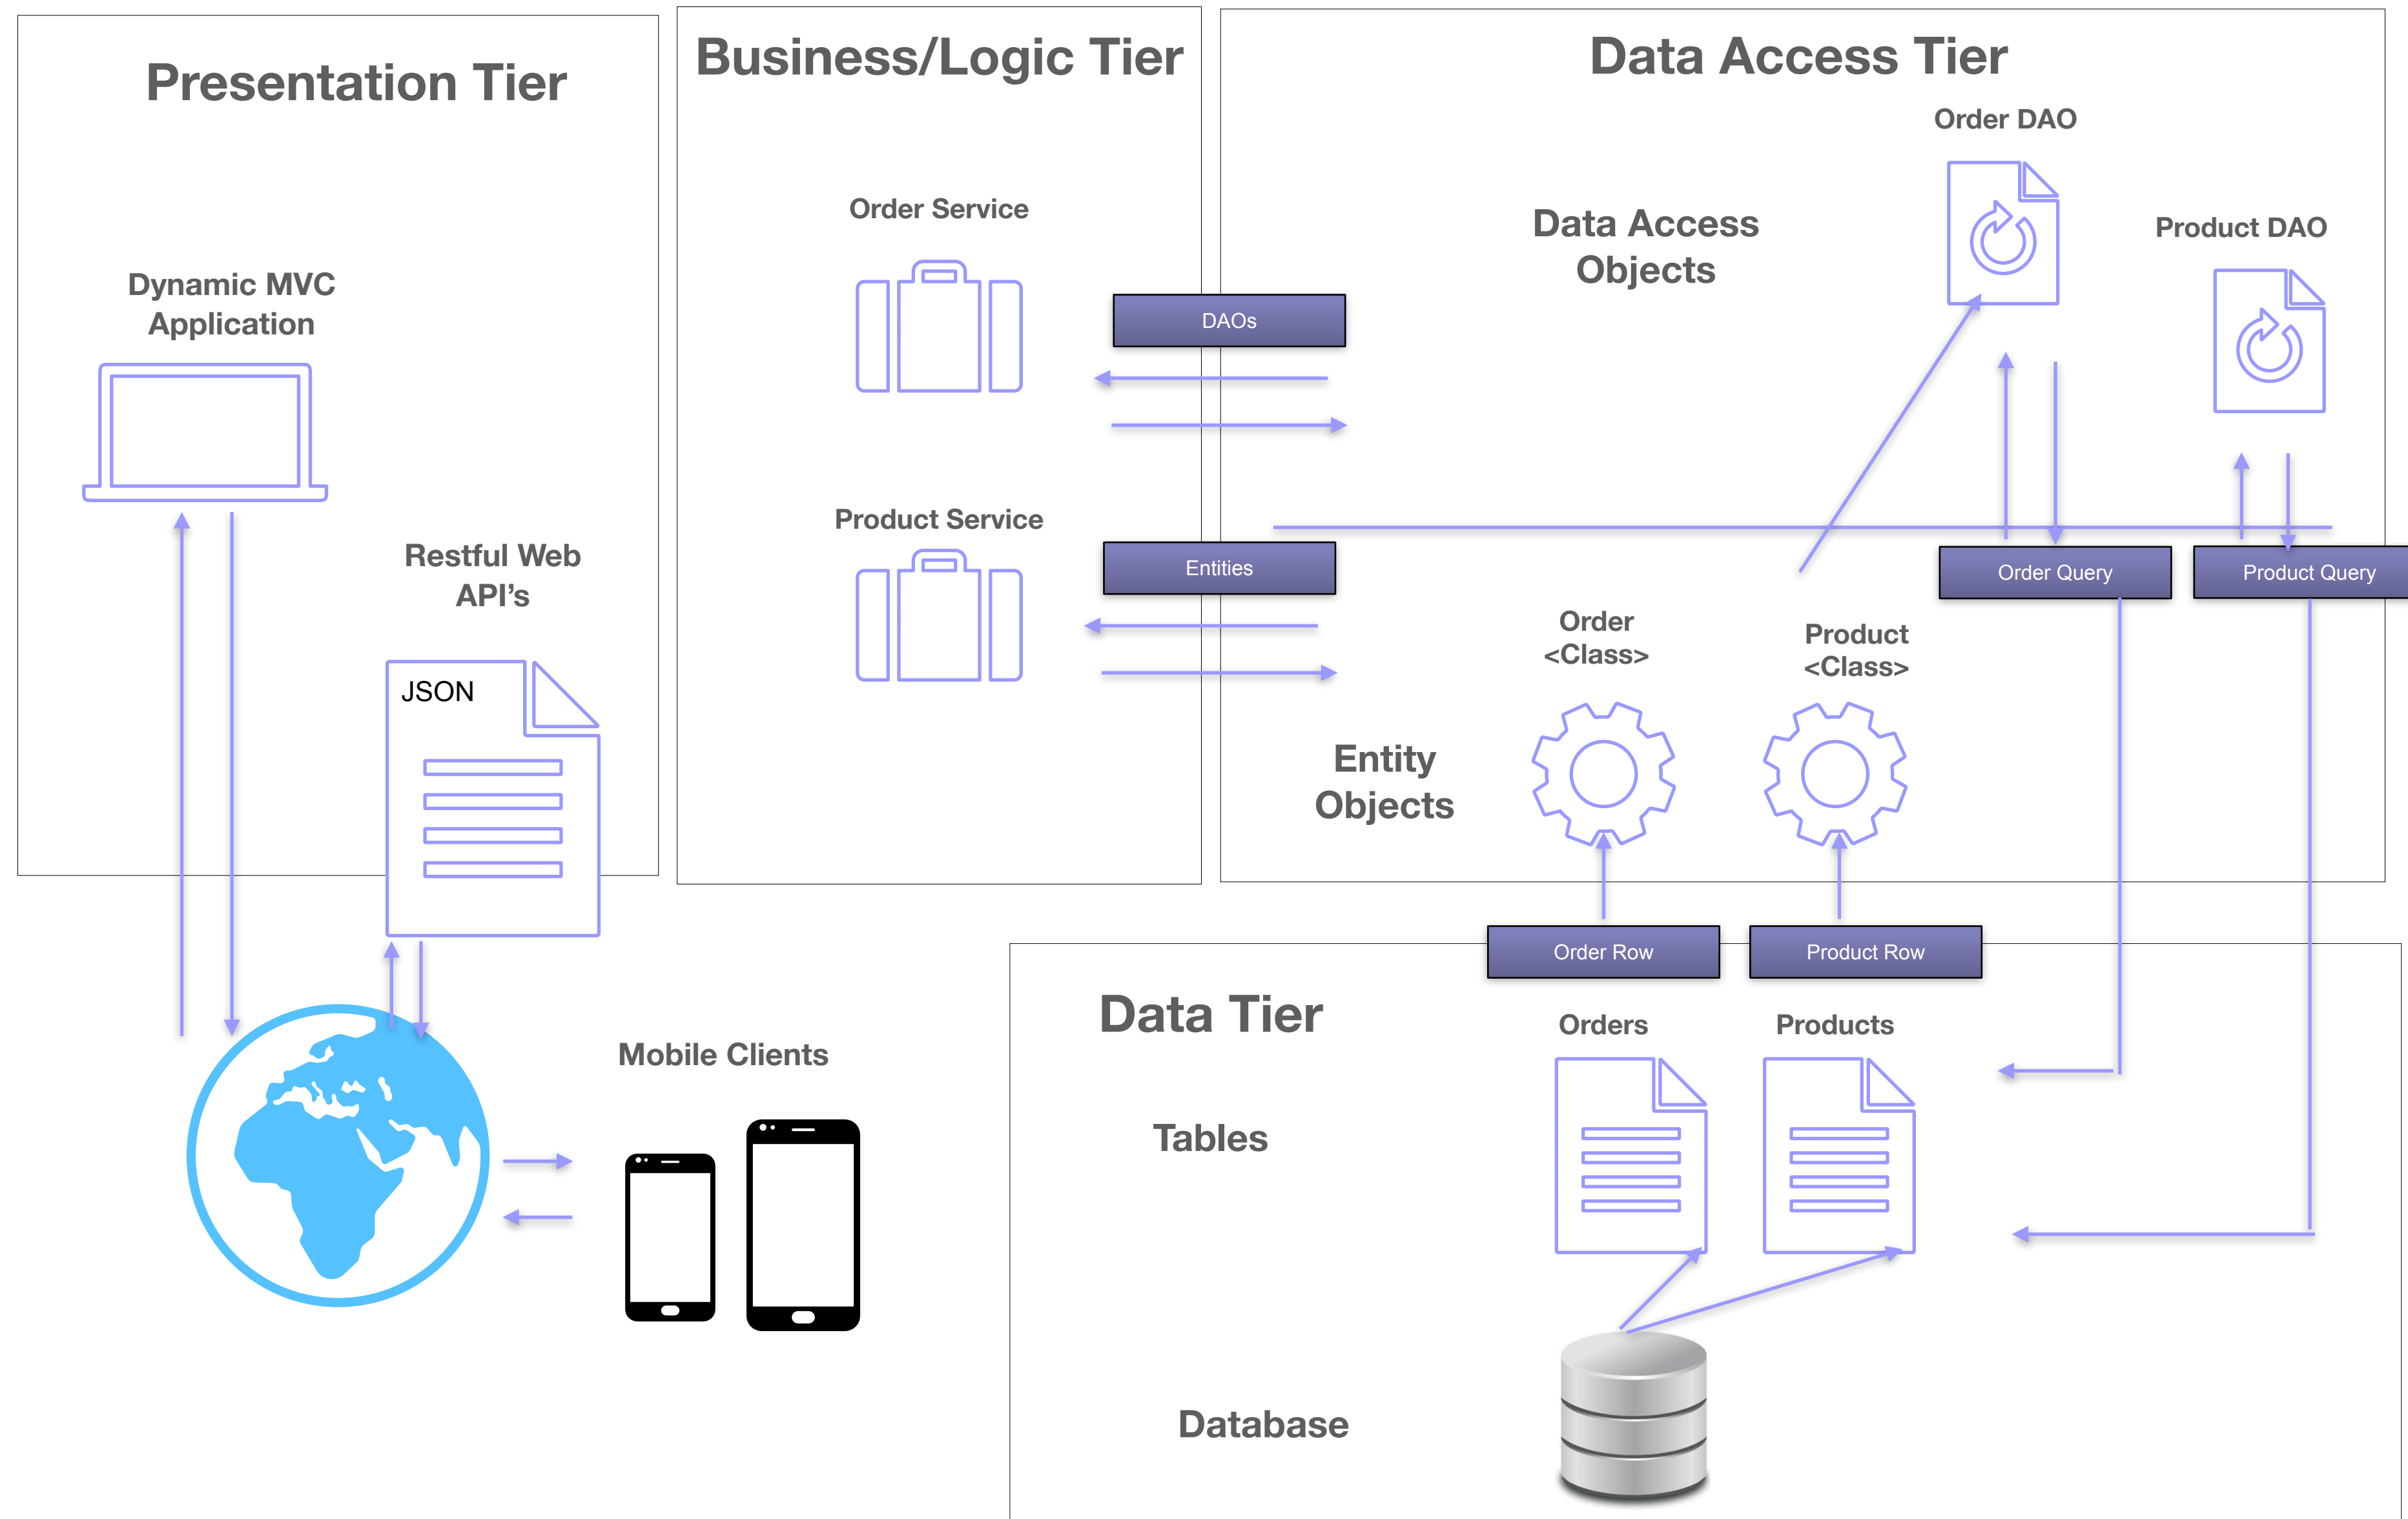 Presentation Tier
Dynamic MVC
Application
Restful Web
API's
JSON
Mobile Clients
Business/Logic Tier
Order Service
Product Service
DAOs
Entities
Data Access Tier
Order DAO
Product DAO
Data Access
Objects
Order Query
Product Query
Order
<Class>
Product
<Class>
Entity
Objects
Order Row
Product Row
Data Tier
Orders
Products
Tables
Database